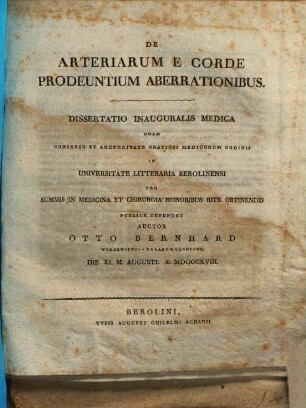 DE
ARTERIARUM E CORDE
PRODEUNTIUM ABERRATIONIBUS.
DISSERTATIO INAUGURALIS MEDICA
QUAM
CONSENSU ET AUCTORITATE GRATIOSI MEDICORUM ORDINIS
IN
UNIVERSITATE LITTERARIA BEROLINENSI
PRO
SUMMIS IN MEDICINA ET CHIRURGIA HONORIBUS RITE OBTINENDIS
PUBLICE DEFENDET
AUCTOR
OTTO BERNHARD
DIE XI. M. AUGUSTI. A. MDCCCXVIII.
BEROLINI,
TYPIS AUGUSTI GUILELMI SCHADII.